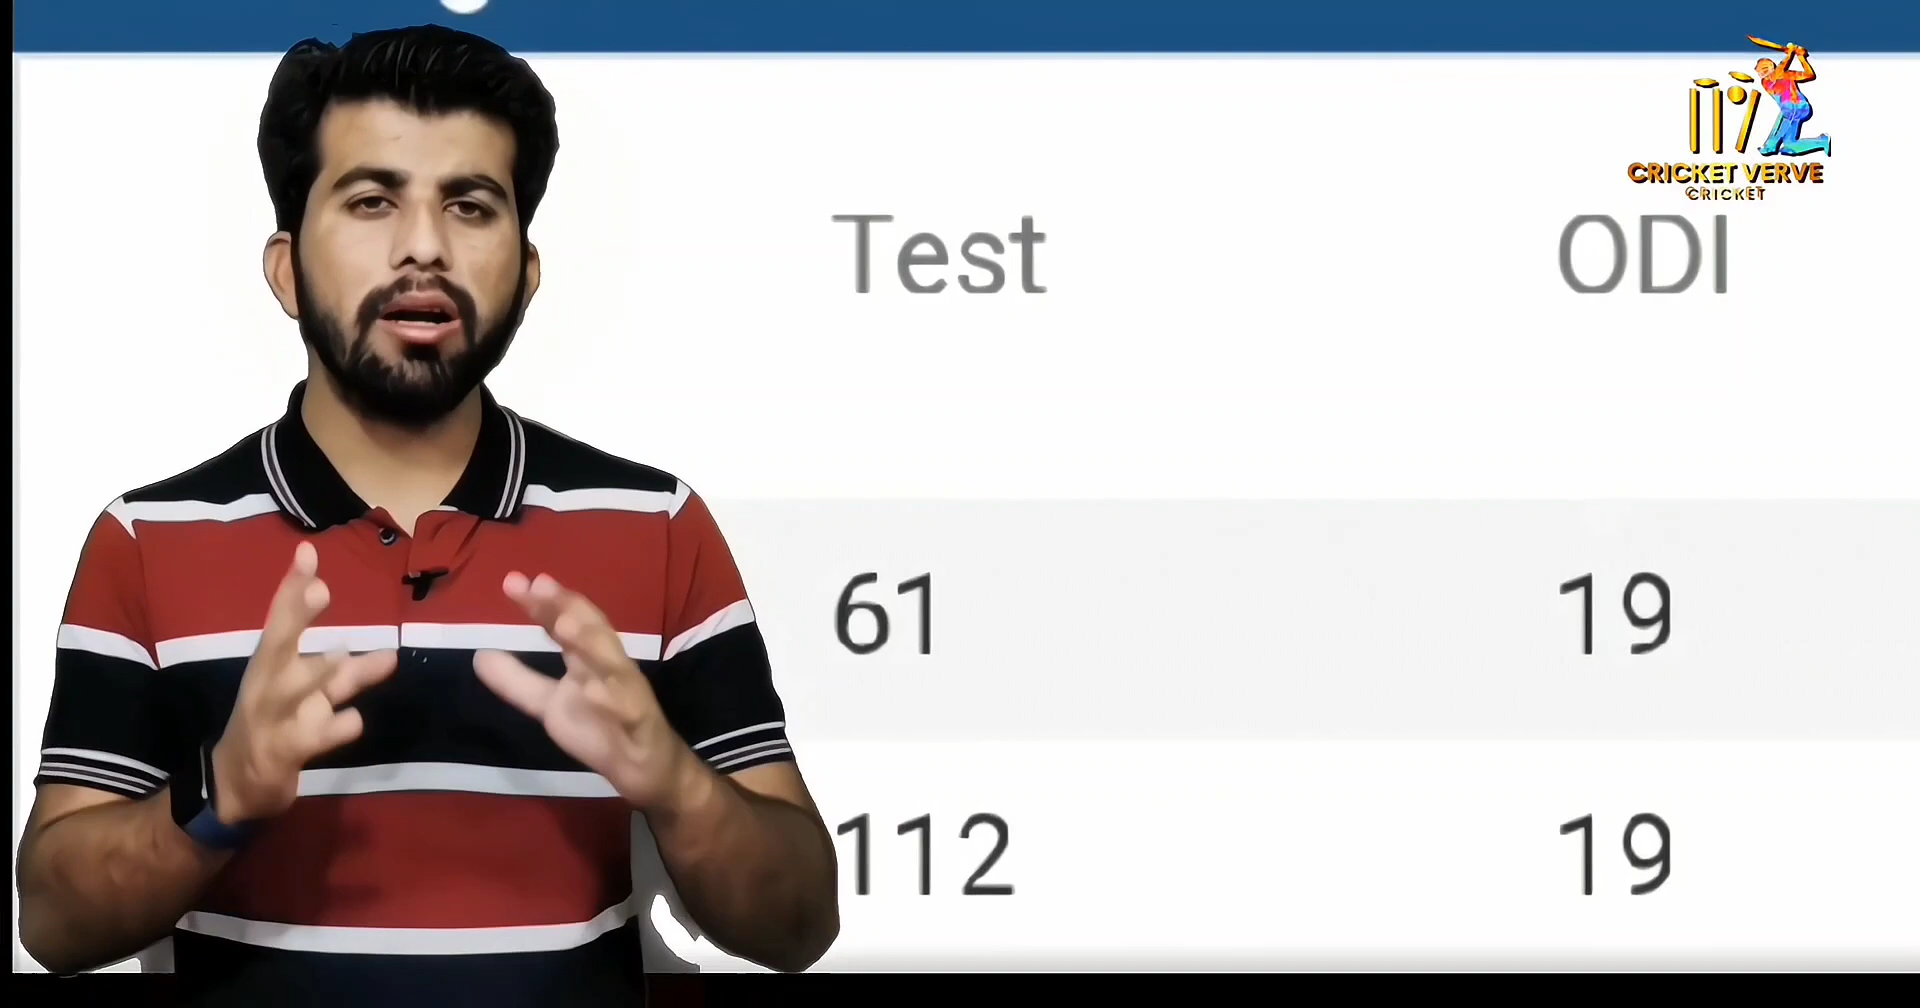 CRICKET VERVE
CRICKET
Test ODI
61 19
112 19